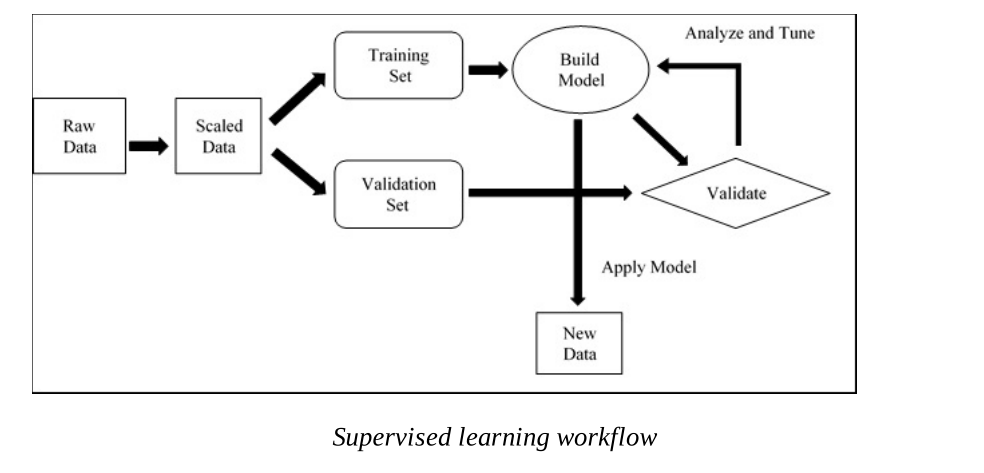 Analyze and Tune
Training
Set
Build
Model
Raw
Data
Scaled
Data
Validation
Set
Validate
Apply Model
New
Data
Supervised learning workflow